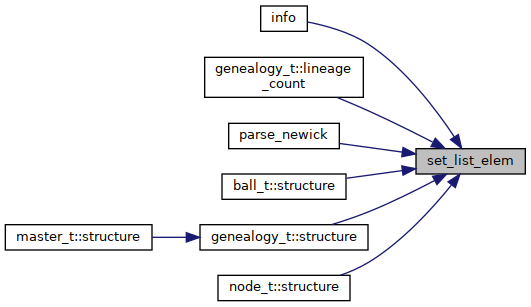 info
genealogy_t::lineage
_count
parse_newick
set_list_elem
ball_t::structure
master_t::structure
genealogy_t::structure
node_t::structure